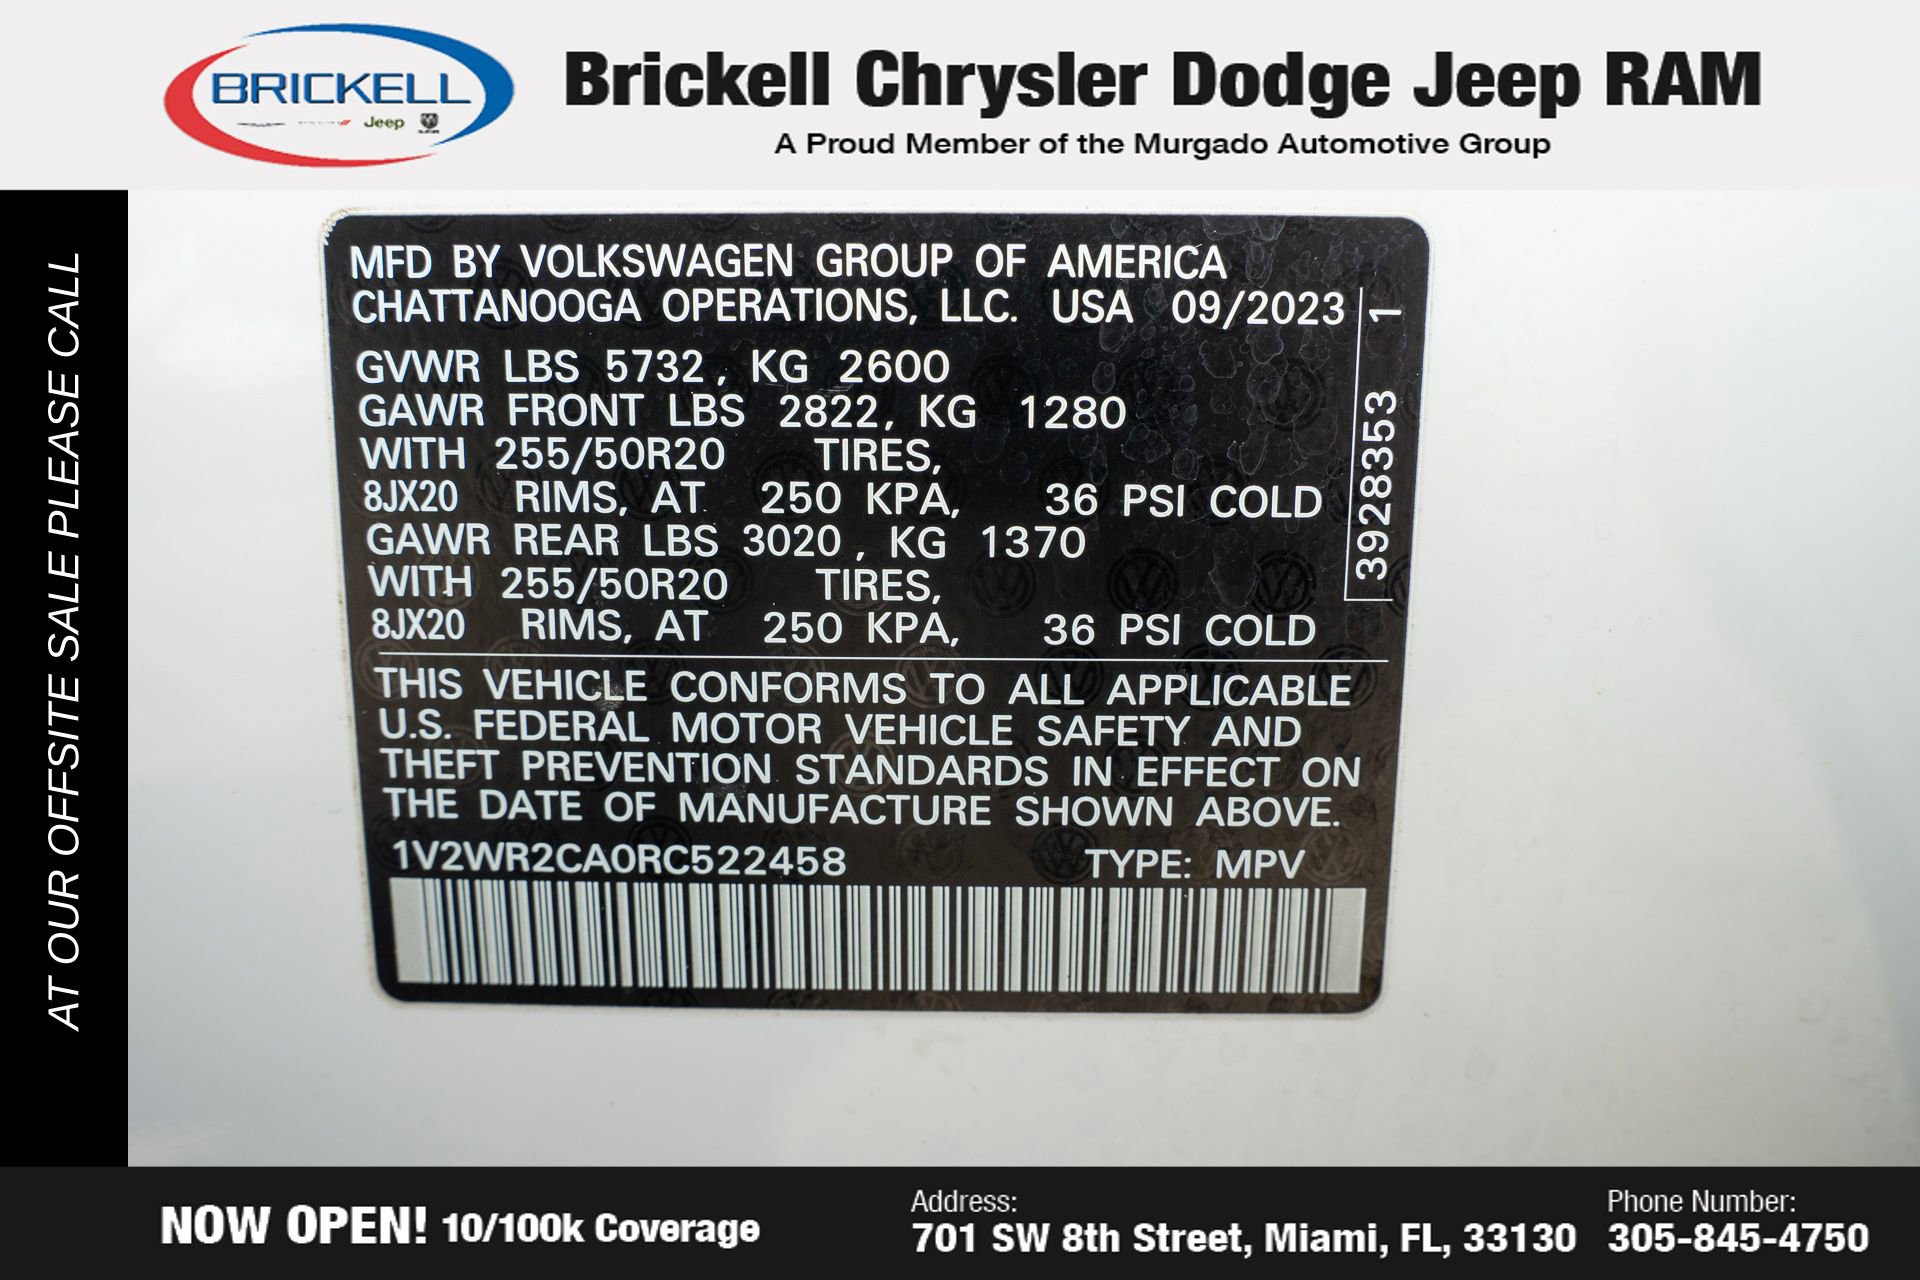 BRICKELL
Jeep
RAM
Brickell Chrysler Dodge Jeep RAM
A Proud Member of the Murgado Automotive Group
AT OUR OFFSITE SALE PLEASE CALL
MFD BY VOLKSWAGEN GROUP OF AMERICA
CHATTANOOGA OPERATIONS, LLC. USA 09/2023
GVWR LBS 5732, KG 2600
GAWR FRONT LBS 2822, KG 1280
WITH 255/50R20 TIRES,
8JX20 RIMS, AT 250 KPA, 36 PSI COLD
GAWR REAR LBS 3020, KG 1370
WITH 255/50R20 TIRES,
8JX20 RIMS, AT 250 KPA, 36 PSI COLD
3928353 1
THIS VEHICLE CONFORMS TO ALL APPLICABLE
U.S. FEDERAL MOTOR VEHICLE SAFETY AND
THEFT PREVENTION STANDARDS IN EFFECT ON
THE DATE OF MANUFACTURE SHOWN ABOVE.
1V2WR2CA0RC522458 TYPE: MPV
NOW OPEN! 10/100k Coverage
Address:
701 SW 8th Street, Miami, FL, 33130
Phone Number:
305-845-4750